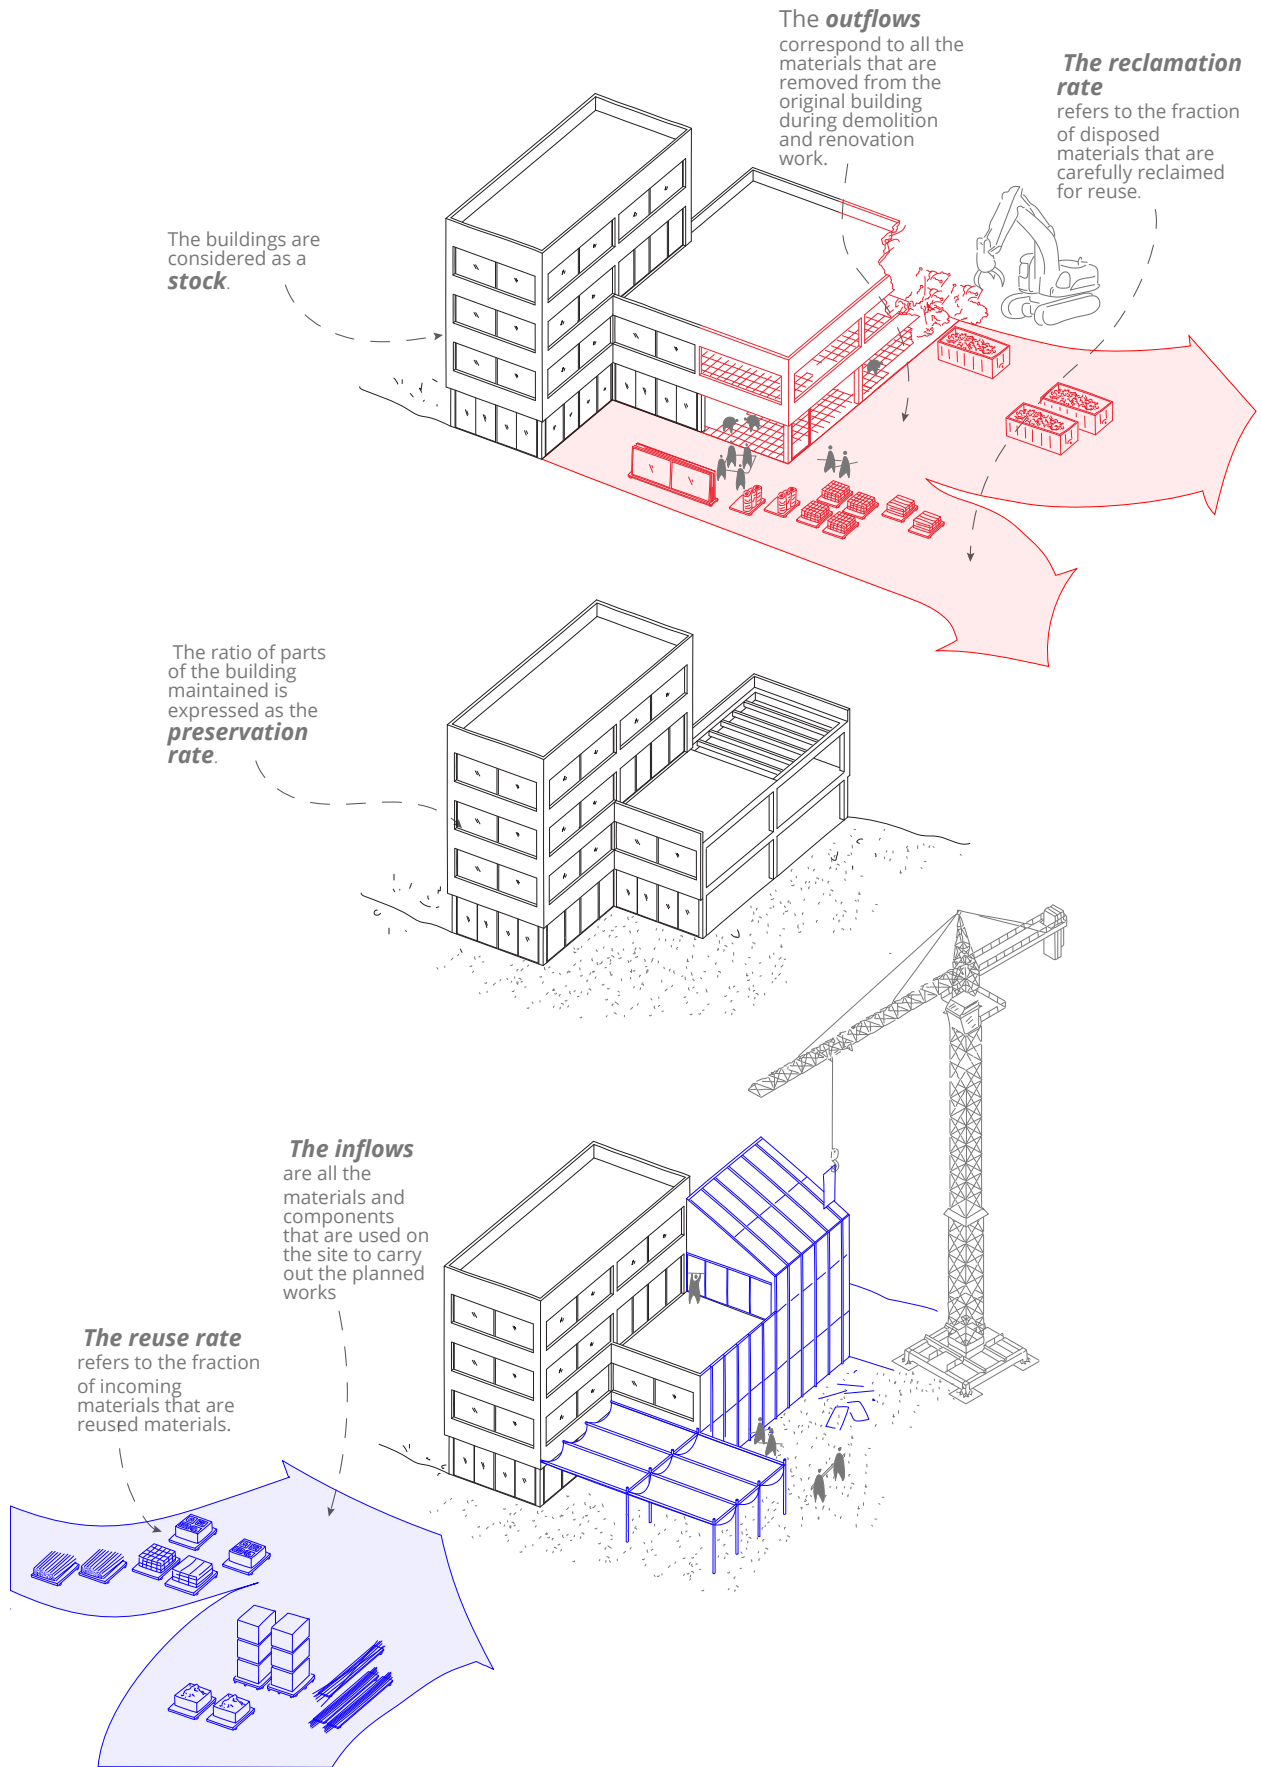 The outflows
correspond to all the
materials that are
removed from the
original building
during demolition
and renovation
work.
The reclamation
rate
refers to the fraction
of disposed
materials that are
carefully reclaimed
for reuse.
The buildings are
considered as a
stock.
The ratio of parts
of the building
maintained is
expressed as the
preservation
rate.
The inflows
are all the
materials and
components
that are used on
the site to carry
out the planned
works
The reuse rate
refers to the fraction
of incoming
materials that are
reused materials.